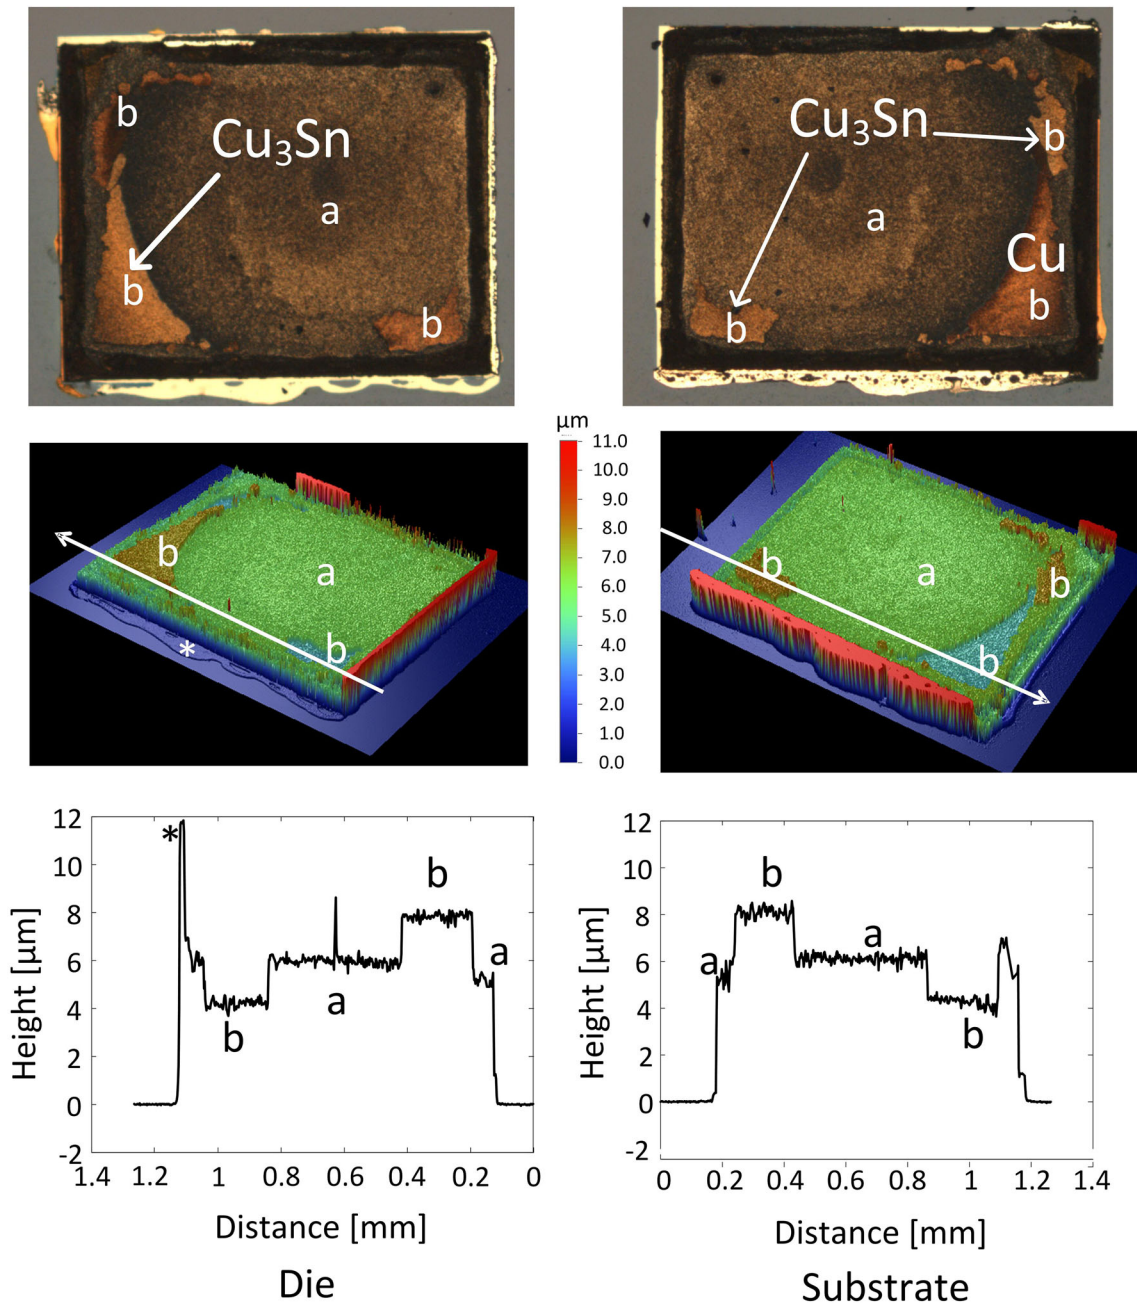 b
Cu₃Sn
a
b
b
Cu₃Sn
b
a
Cu
b
b
µm
11.0
10.0
9.0
8.0
7.0
6.0
5.0
4.0
3.0
2.0
1.0
0.0
b
a
b
*
b
a
b
b
12
10
8
6
4
2
0
-2
1.4
1.2
1
0.8
0.6
0.4
0.2
0
Height [µm]
Distance [mm]
*
b
a
b
a
Die
12
10
8
6
4
2
0
-2
0
0.2
0.4
0.6
0.8
1
1.2
1.4
Height [µm]
Distance [mm]
a
b
a
b
Substrate